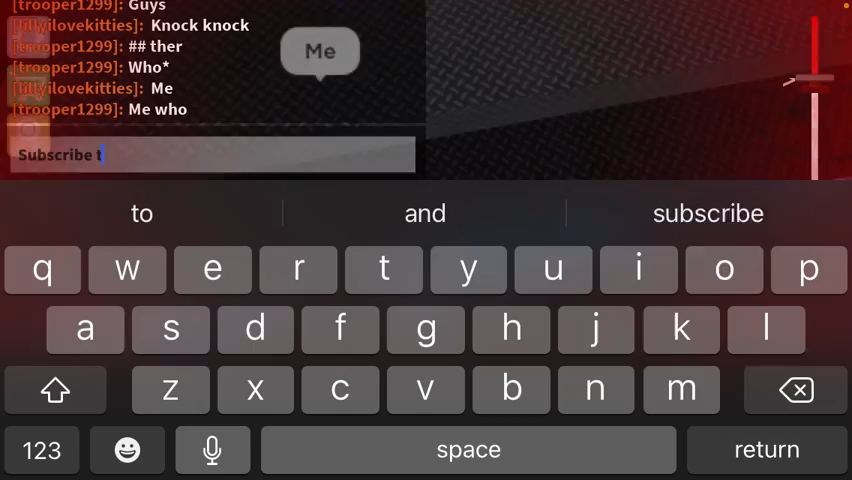 [trooper1299]: Guys
[lillyilovekitties]: Knock knock
[trooper1299]: ## ther
[trooper1299]: Who*
[lillyilovekitties]: Me
[trooper1299]: Me who
Me
Subscribe t
to and subscribe
q w e r t y u i o p
a s d f g h j k l
z x c v b n m
123 space return